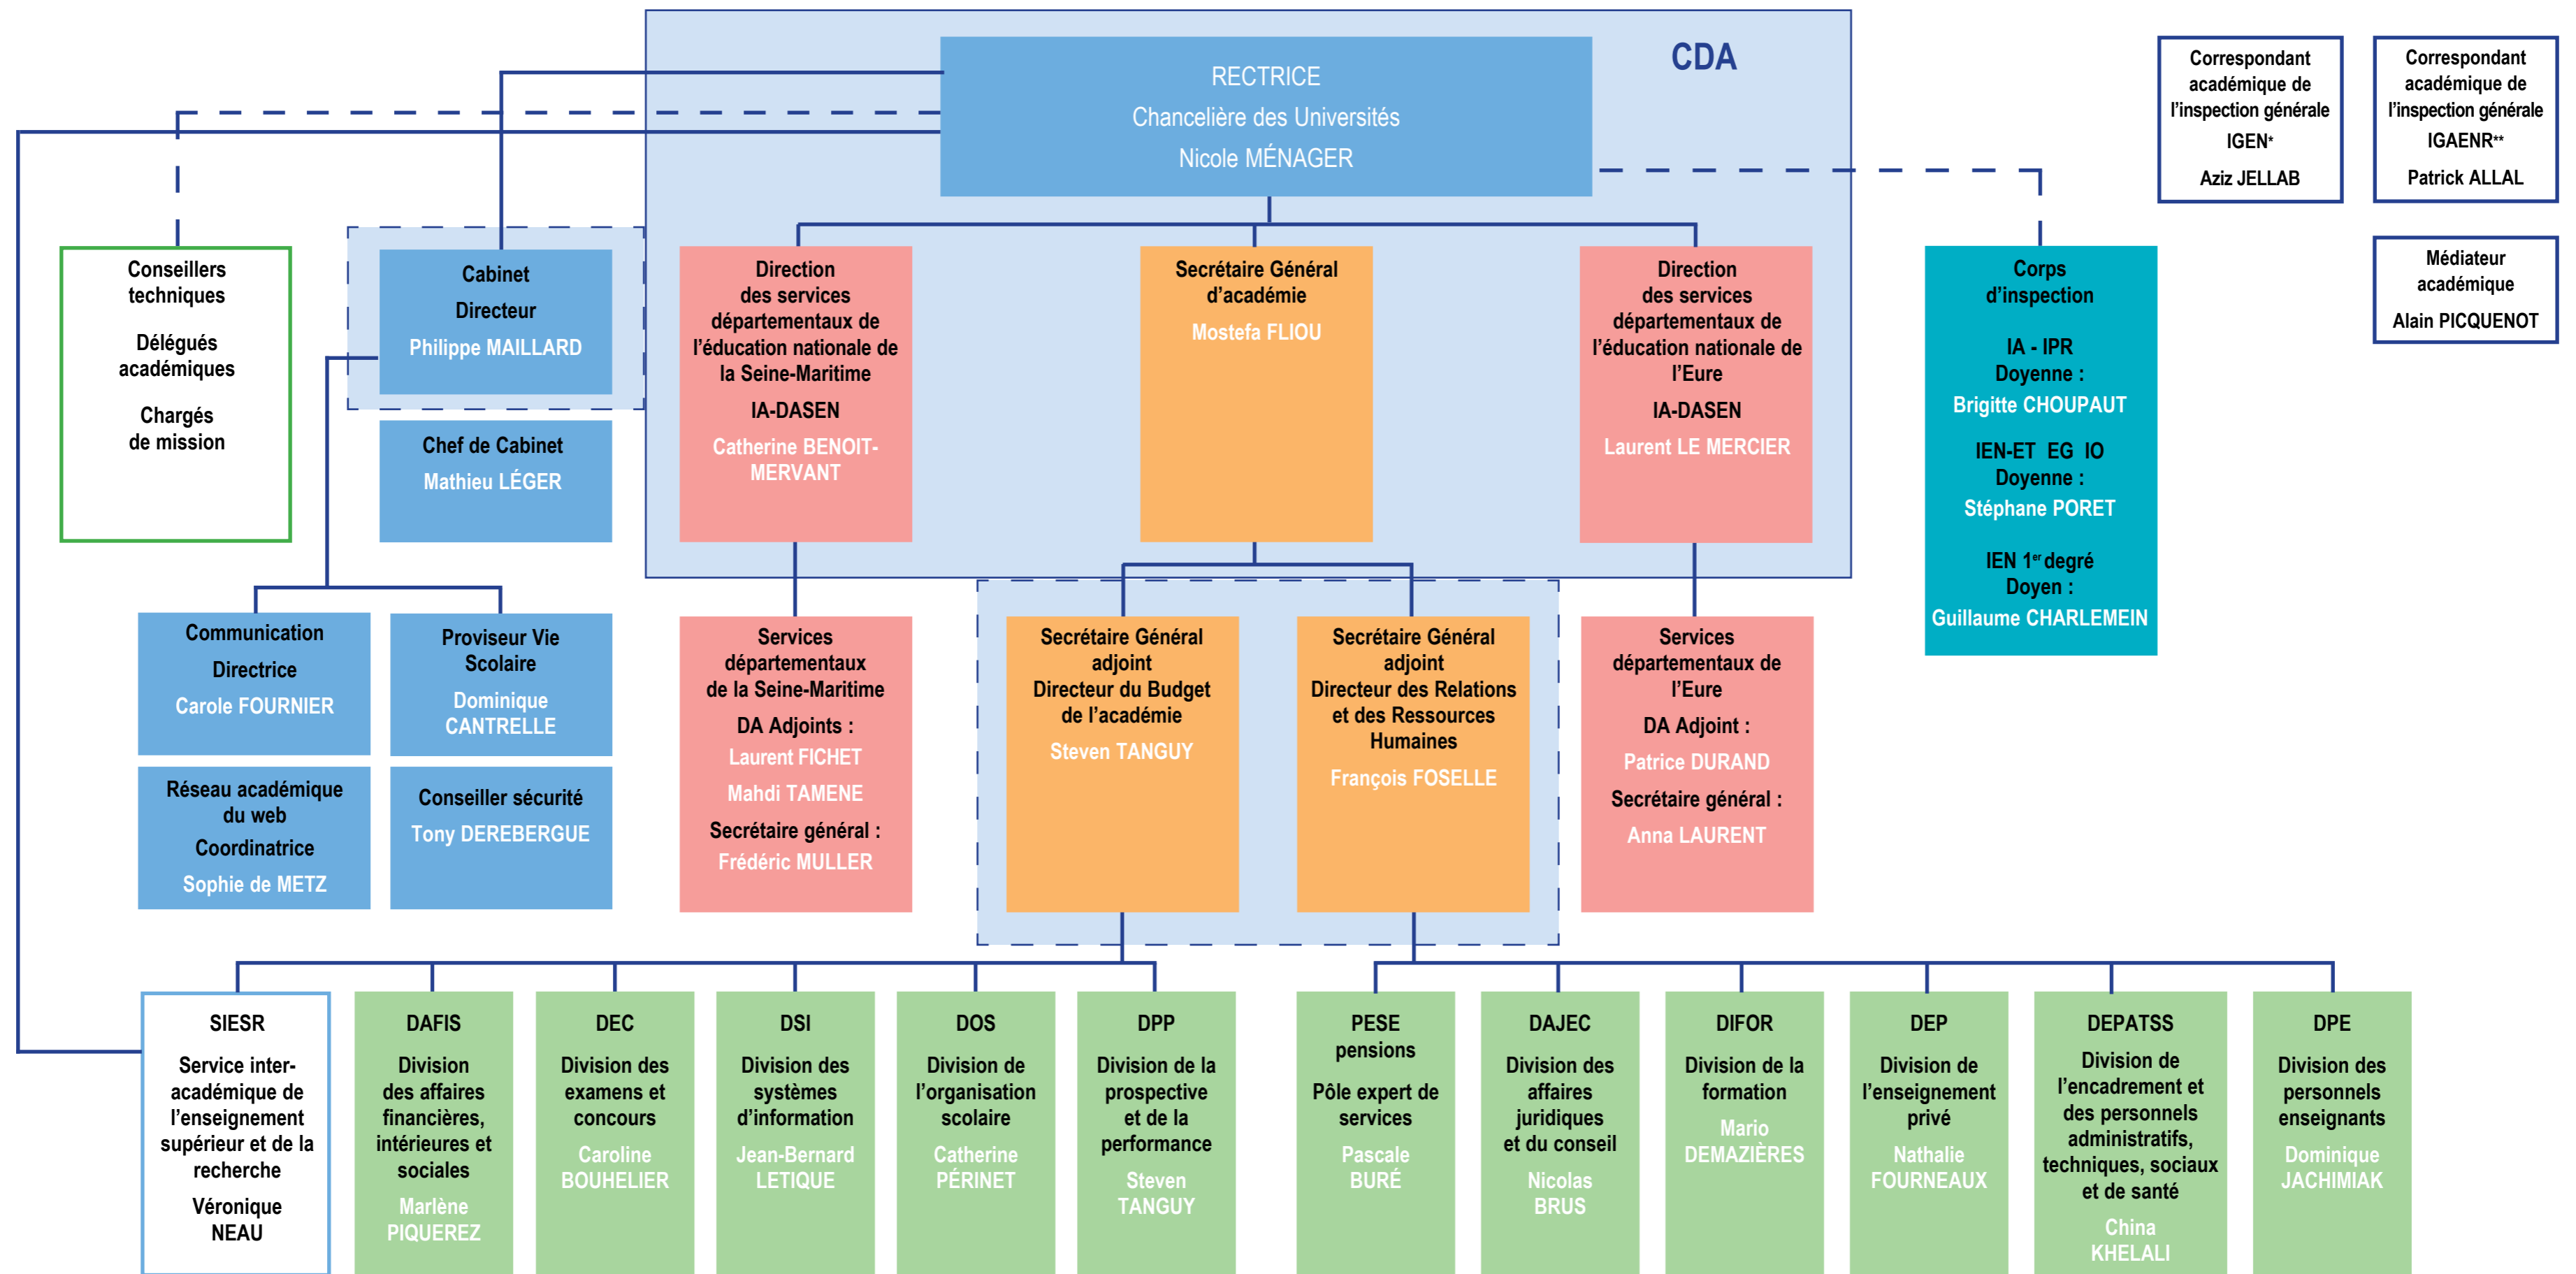 CDA
RECTRICE
Chancelière des Universités
Nicole MÉNAGER
Correspondant
académique de
l’inspection générale
IGEN*
Aziz JELLAB
Correspondant
académique de
l’inspection générale
IGAENR**
Patrick ALLAL
Médiateur
académique
Alain PICQUENOT
Conseillers
techniques
Délégués
académiques
Chargés
de mission
Cabinet
Directeur
Philippe MAILLARD
Chef de Cabinet
Mathieu LÉGER
Direction
des services
départementaux de
l’éducation nationale de
la Seine-Maritime
IA-DASEN
Catherine BENOIT-
MERVANT
Secrétaire Général
d’académie
Mostefa FLIOU
Direction
des services
départementaux de
l’éducation nationale de
l’Eure
IA-DASEN
Laurent LE MERCIER
Corps
d’inspection
IA - IPR
Doyenne :
Brigitte CHOUPAUT
IEN-ET EG IO
Doyenne :
Stéphane PORET
IEN 1er degré
Doyen :
Guillaume CHARLEMEIN
Communication
Directrice
Carole FOURNIER
Proviseur Vie
Scolaire
Dominique
CANTRELLE
Réseau académique
du web
Coordinatrice
Sophie de METZ
Conseiller sécurité
Tony DEREBERGUE
Services
départementaux
de la Seine-Maritime
DA Adjoints :
Laurent FICHET
Mahdi TAMENE
Secrétaire général :
Frédéric MULLER
Secrétaire Général
adjoint
Directeur du Budget
de l’académie
Steven TANGUY
Secrétaire Général
adjoint
Directeur des Relations
et des Ressources
Humaines
François FOSELLE
Services
départementaux de
l’Eure
DA Adjoint :
Patrice DURAND
Secrétaire général :
Anna LAURENT
SIESR
Service inter-
académique de
l’enseignement
supérieur et de la
recherche
Véronique
NEAU
DAFIS
Division
des affaires
financières,
intérieures et
sociales
Marlène
PIQUEREZ
DEC
Division des
examens et
concours
Caroline
BOUHELIER
DSI
Division des
systèmes
d’information
Jean-Bernard
LETIQUE
DOS
Division de
l’organisation
scolaire
Catherine
PÉRINET
DPP
Division de la
prospective
et de la
performance
Steven
TANGUY
PESE
pensions
Pôle expert de
services
Pascale
BURÉ
DAJEC
Division des
affaires
juridiques
et du conseil
Nicolas
BRUS
DIFOR
Division de la
formation
Mario
DEMAZIÈRES
DEP
Division de
l’enseignement
privé
Nathalie
FOURNEAUX
DEPATSS
Division de
l’encadrement et
des personnels
administratifs,
techniques, sociaux
et de santé
China
KHELALI
DPE
Division des
personnels
enseignants
Dominique
JACHIMIAK